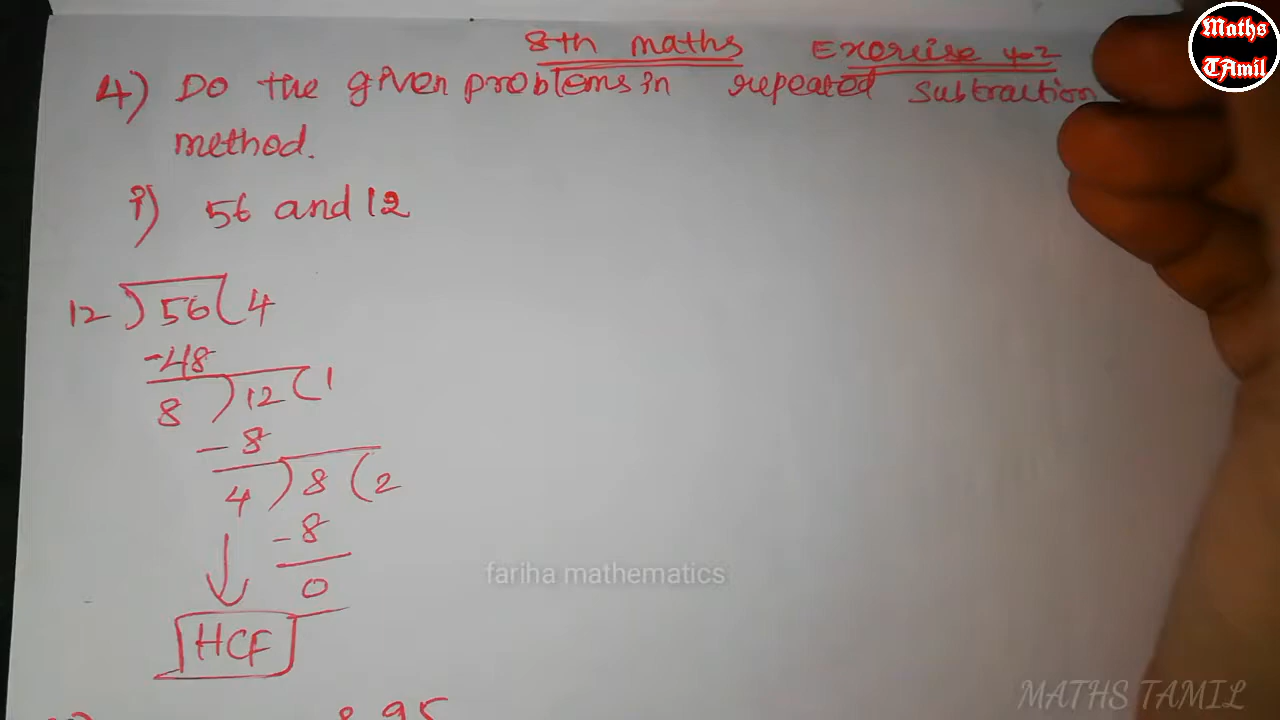 Maths
TAmil
8th maths Exercise 4.2
4) Do the given problems in repeated subtraction
method.
i) 56 and 12
12 ) 56 ( 4
-48
8 ) 12 ( 1
- 8
4 ) 8 ( 2
- 8
0
HCF
fariha mathematics
MATHS TAMIL